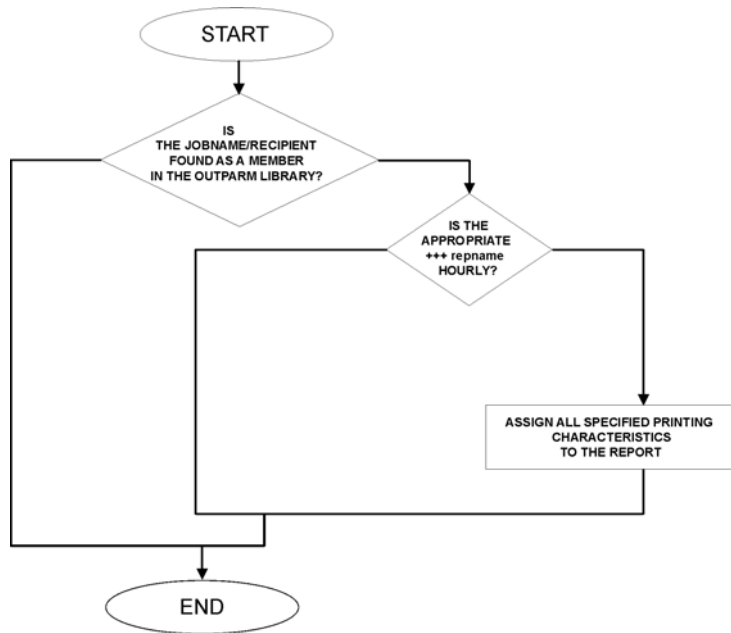 START
IS
THE JOBNAME/RECIPIENT
FOUND AS A MEMBER
IN THE OUTPARM LIBRARY?
IS THE
APPROPRIATE
+++ repname
HOURLY?
ASSIGN ALL SPECIFIED PRINTING
CHARACTERISTICS
TO THE REPORT
END